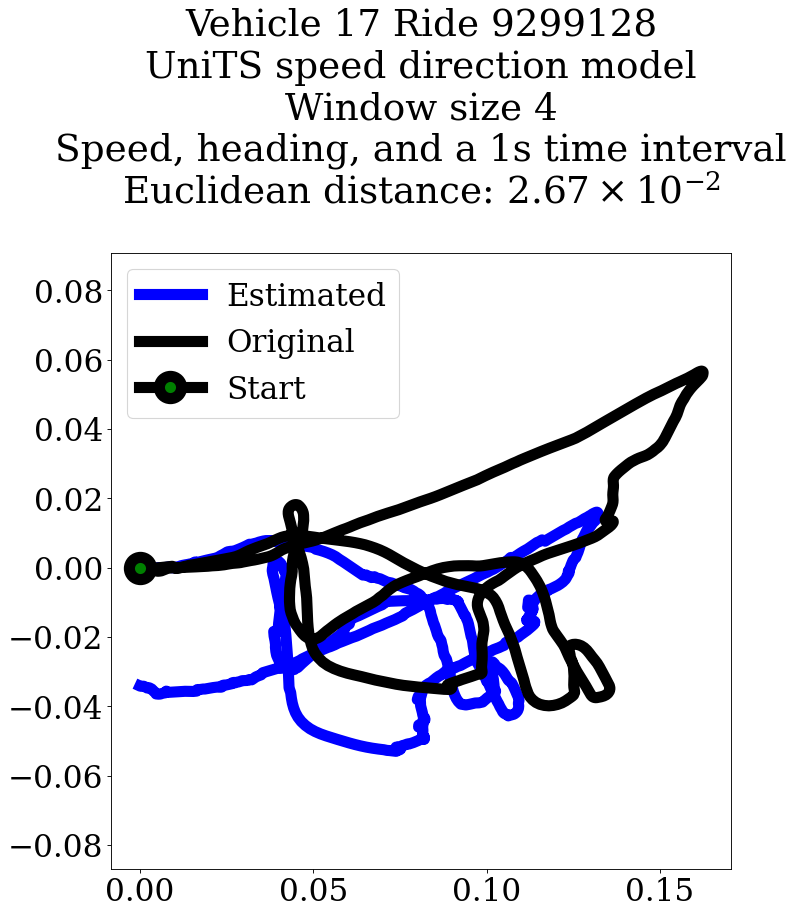 Vehicle 17 Ride 9299128
UniTS speed direction model
Window size 4
Speed, heading, and a 1s time interval
Euclidean distance: 2.67 × 10⁻²
Estimated
Original
Start
0.08
0.06
0.04
0.02
0.00
−0.02
−0.04
−0.06
−0.08
0.00 0.05 0.10 0.15